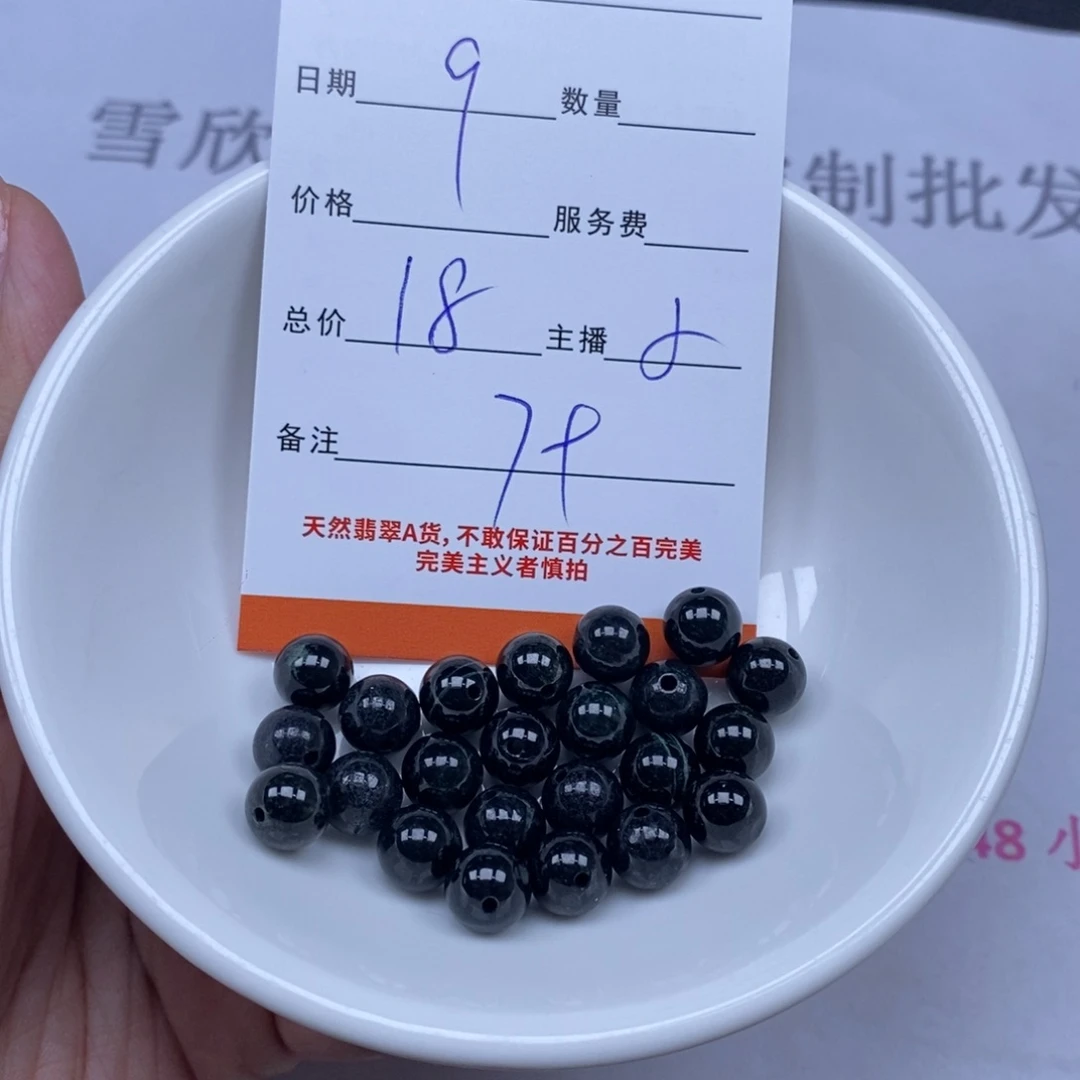 雪欣 制批发
日期 9 数量
价格 服务费
总价 18 主播
备注 7
天然翡翠A货,不敢保证百分之百完美
完美主义者慎拍
48 小